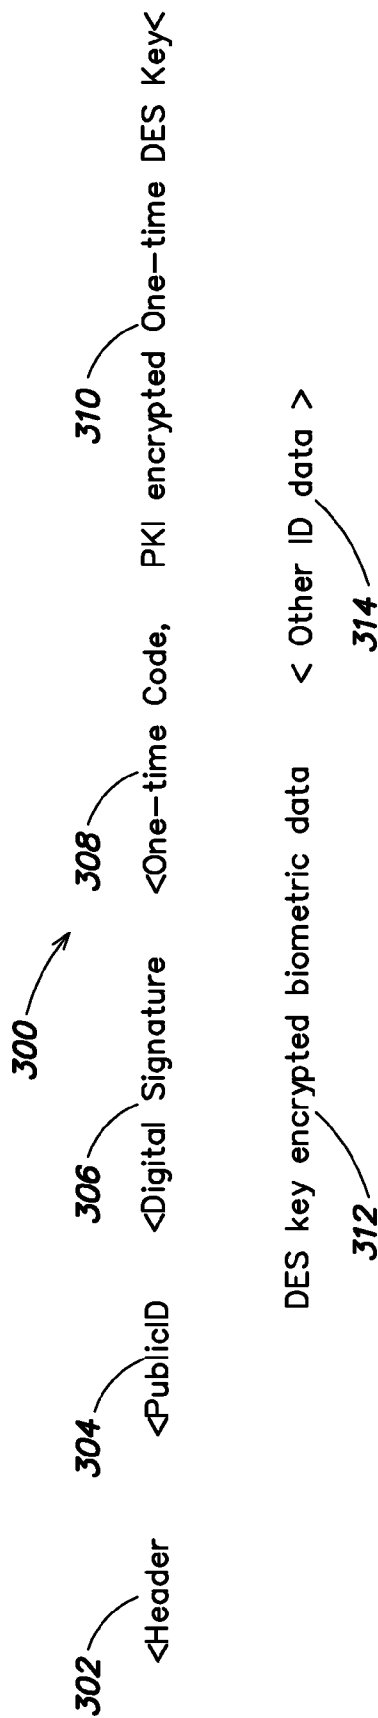 300
302 304 306 308 310
<Header <PublicID <Digital Signature <One-time Code, PKI encrypted One-time DES Key<
DES key encrypted biometric data < Other ID data >
312 314